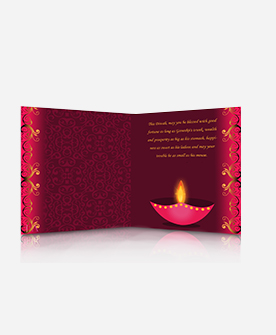 This Diwali, may you be blessed with good
fortune as long as Ganesha's trunk, wealth
and prosperity as big as his stomach, happi-
ness as sweet as his ladoos and may your
troubles be as small as his mouse.